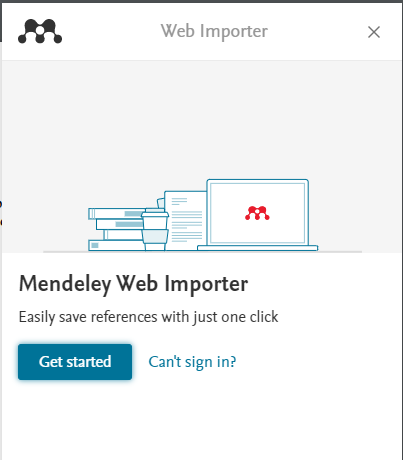 Web Importer
Mendeley Web Importer
Easily save references with just one click
Get started
Can't sign in?